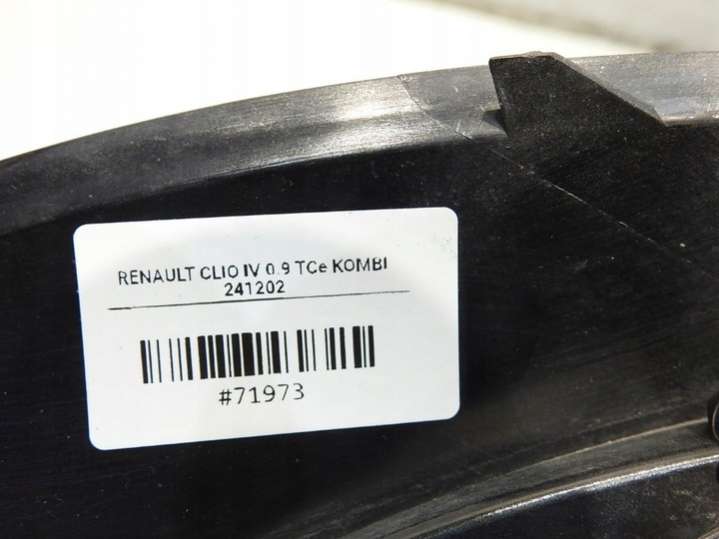 RENAULT CLIO IV 0.9 TCe KOMBI
241202
#71973